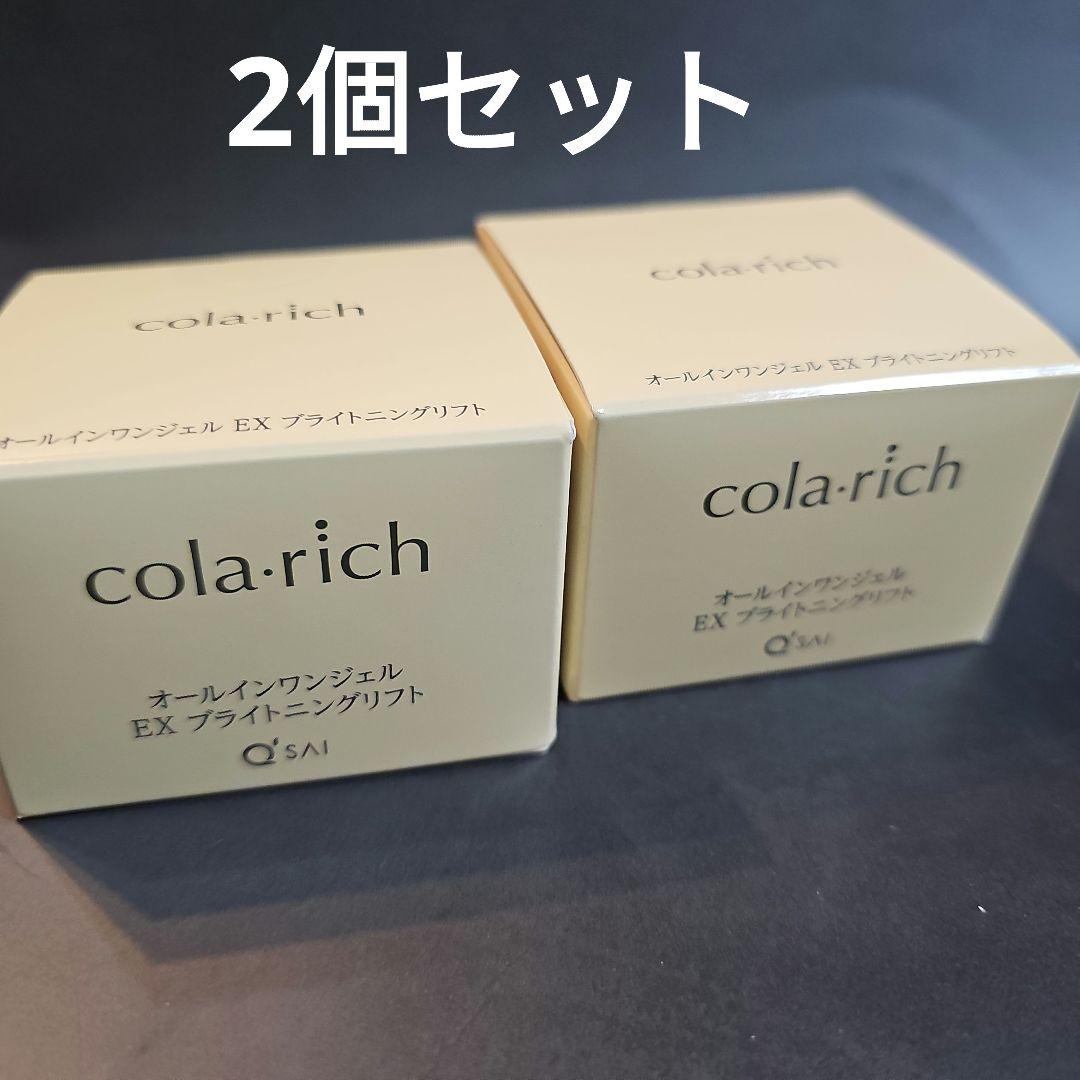 2個セット
cola·rich
オールインワンジェル EX ブライトニングリフト
cola·rich
オールインワンジェル
EX ブライトニングリフト
Q'SAI
cola·rich
オールインワンジェル EX ブライトニングリフト
cola·rich
オールインワンジェル
EX ブライトニングリフト
Q'SAI